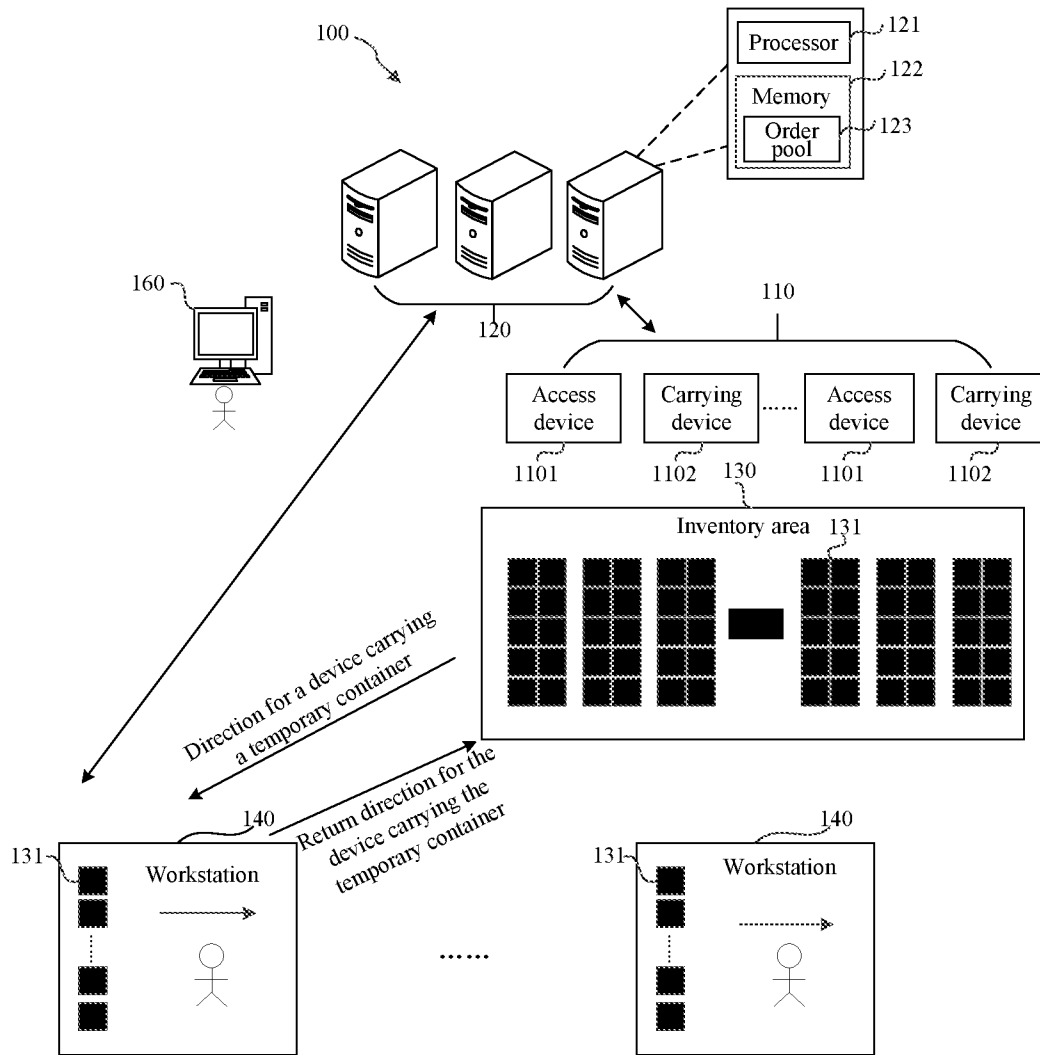 100
Processor
121
122
Memory
Order
pool
123
160
120
110
Access
device
Carrying
device
......
Access
device
Carrying
device
1101
1102
1101
1102
130
Inventory area
131
Direction for a device carrying
a temporary container
Return direction for the
device carrying the
temporary container
140
131
Workstation
......
140
131
Workstation